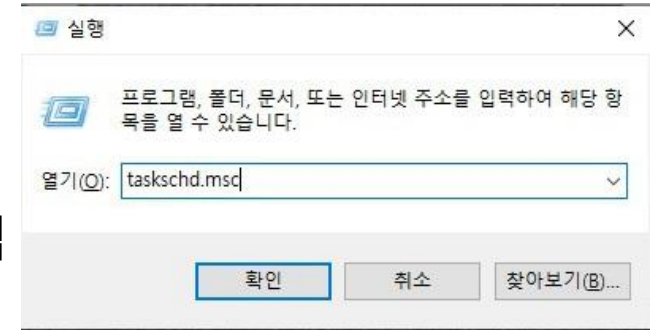 실행
프로그램, 폴더, 문서, 또는 인터넷 주소를 입력하여 해당 항
목을 열 수 있습니다.
열기(O): taskschd.msc
확인 취소 찾아보기(B)...